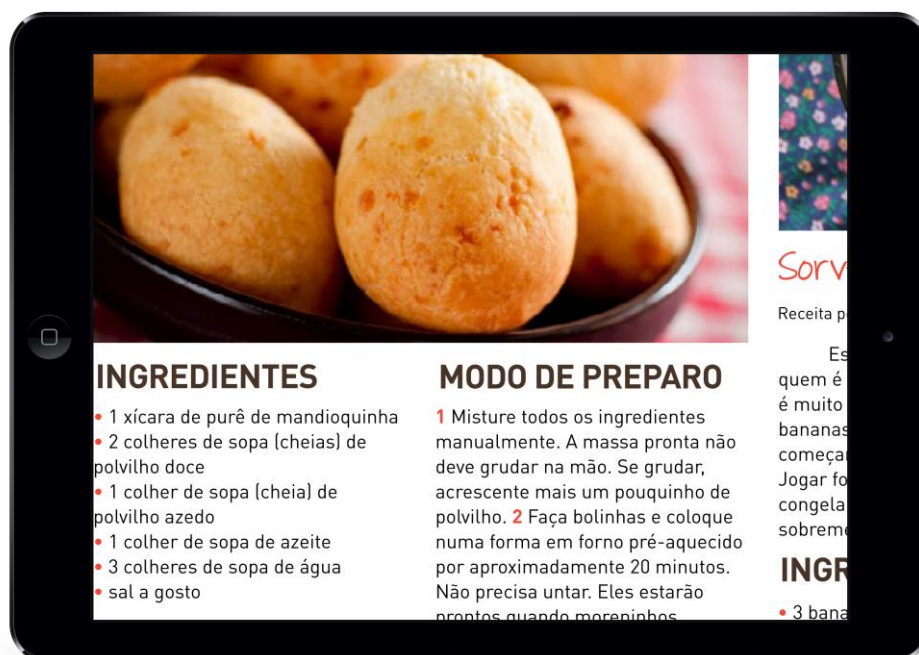 INGREDIENTES
• 1 xícara de purê de mandioquinha
• 2 colheres de sopa (cheias) de
polvilho doce
• 1 colher de sopa (cheia) de
polvilho azedo
• 1 colher de sopa de azeite
• 3 colheres de sopa de água
• sal a gosto
MODO DE PREPARO
1 Misture todos os ingredientes
manualmente. A massa pronta não
deve grudar na mão. Se grudar,
acrescente mais um pouquinho de
polvilho. 2 Faça bolinhas e coloque
numa forma em forno pré-aquecido
por aproximadamente 20 minutos.
Não precisa untar. Eles estarão
prontos quando moreninhos
Sorv
Receita p
Es
quem é
é muito
bananas
começa
Jogar fo
congela
sobreme
INGR
• 3 bana